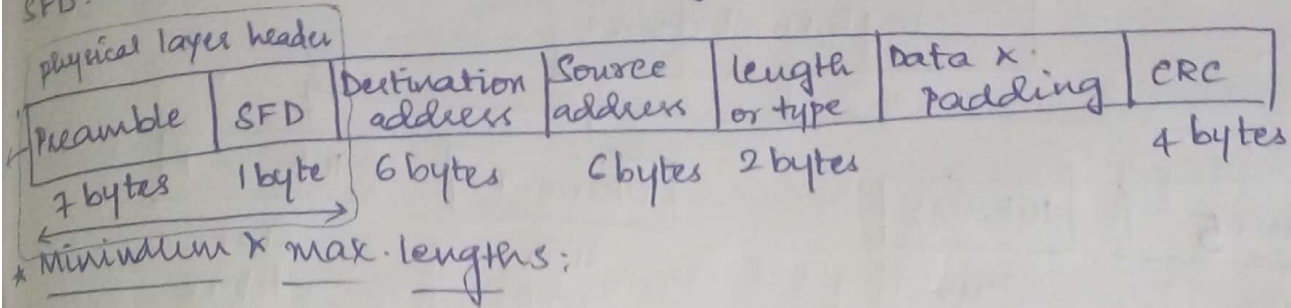 SFD.
physical layer header
Preamble SFD Destination address Source address length or type Data & padding CRC
7 bytes 1 byte 6 bytes 6 bytes 2 bytes 4 bytes
* Minimum & max. lengths: